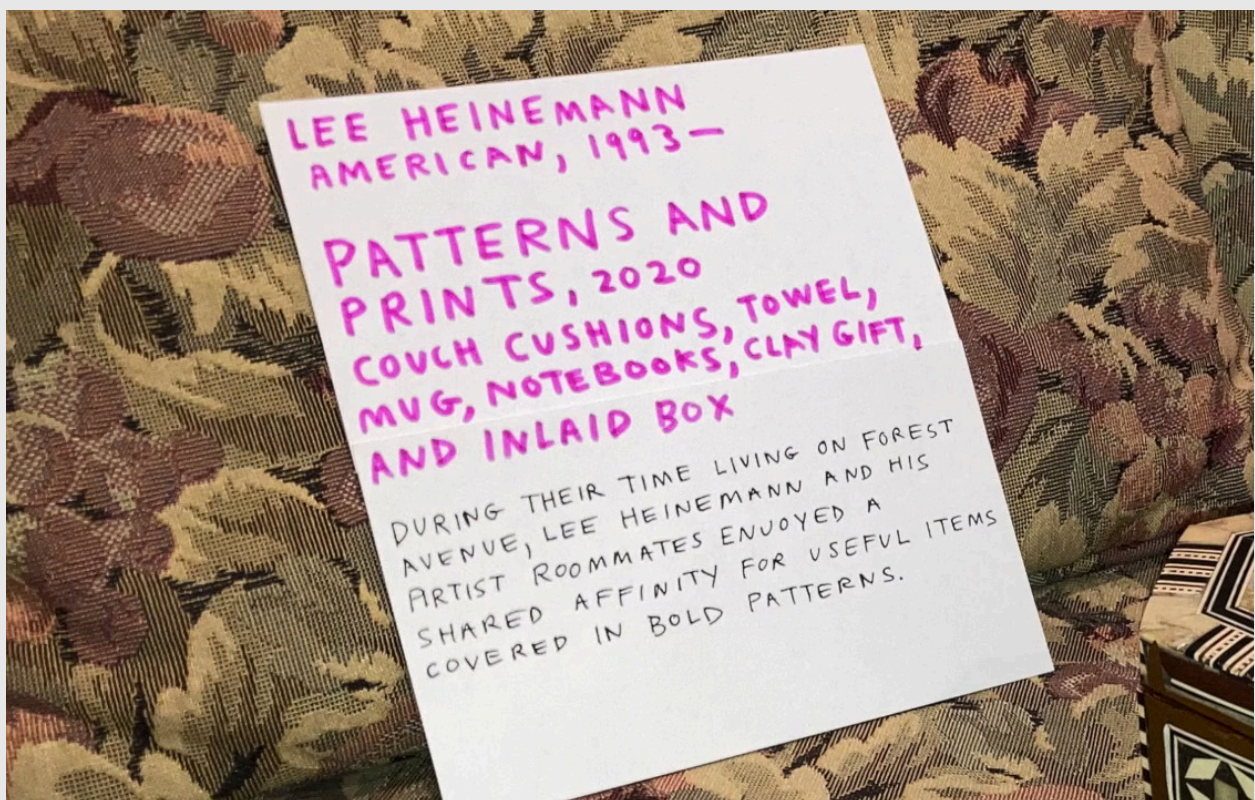 LEE HEINEMANN
AMERICAN, 1993—
PATTERNS AND
PRINTS, 2020
COUCH CUSHIONS, TOWEL,
MUG, NOTEBOOKS, CLAY GIFT,
AND INLAID BOX
DURING THEIR TIME LIVING ON FOREST
AVENUE, LEE HEINEMANN AND HIS
ARTIST ROOMMATES ENJOYED A
SHARED AFFINITY FOR USEFUL ITEMS
COVERED IN BOLD PATTERNS.